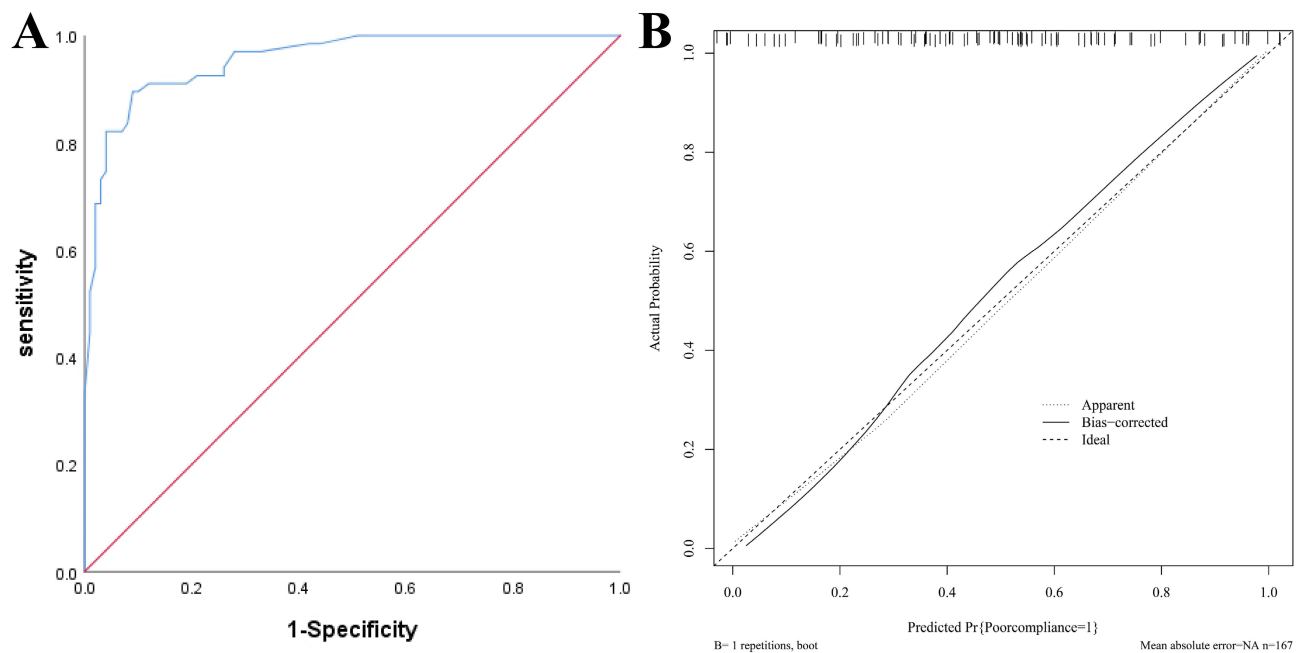 A
1.0
0.8
0.6
0.4
0.2
0.0
sensitivity
0.0 0.2 0.4 0.6 0.8 1.0
1-Specificity
B
1.0
0.8
0.6
0.4
0.2
0.0
Actual Probability
Apparent
Bias−corrected
Ideal
0.0 0.2 0.4 0.6 0.8 1.0
Predicted Pr{Poorcompliance=1}
B= 1 repetitions, boot
Mean absolute error=NA n=167